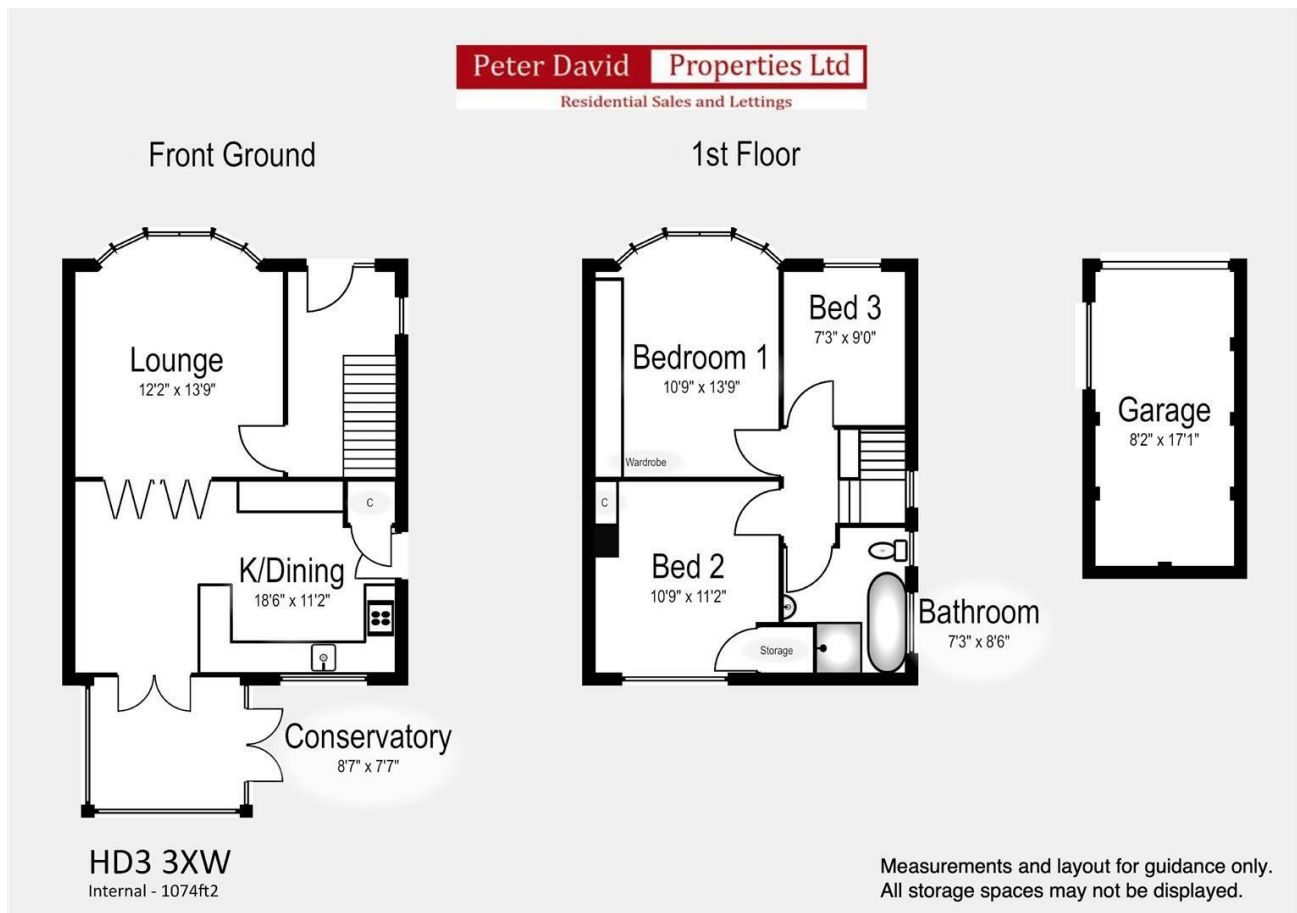 Peter David Properties Ltd
Residential Sales and Lettings
Front Ground
1st Floor
Lounge
12'2" x 13'9"
C
K/Dining
18'6" x 11'2"
Conservatory
8'7" x 7'7"
Bedroom 1
10'9" x 13'9"
Wardrobe
Bed 3
7'3" x 9'0"
C
Bed 2
10'9" x 11'2"
Storage
Bathroom
7'3" x 8'6"
Garage
8'2" x 17'1"
HD3 3XW
Internal - 1074ft2
Measurements and layout for guidance only.
All storage spaces may not be displayed.